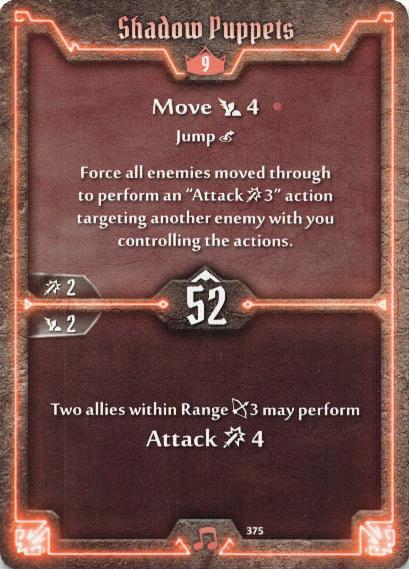 Shadow Puppets
9
Move 4
Jump
Force all enemies moved through
to perform an "Attack 3" action
targeting another enemy with you
controlling the actions.
2
52
2
Two allies within Range 3 may perform
Attack 4
375